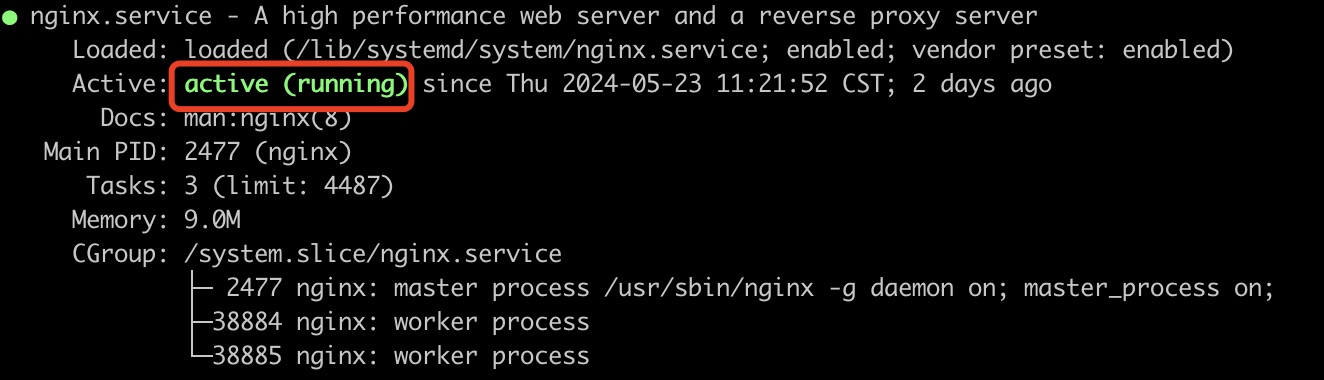 ● nginx.service - A high performance web server and a reverse proxy server
Loaded: loaded (/lib/systemd/system/nginx.service; enabled; vendor preset: enabled)
Active: active (running) since Thu 2024-05-23 11:21:52 CST; 2 days ago
Docs: man:nginx(8)
Main PID: 2477 (nginx)
Tasks: 3 (limit: 4487)
Memory: 9.0M
CGroup: /system.slice/nginx.service
├─ 2477 nginx: master process /usr/sbin/nginx -g daemon on; master_process on;
├─38884 nginx: worker process
└─38885 nginx: worker process